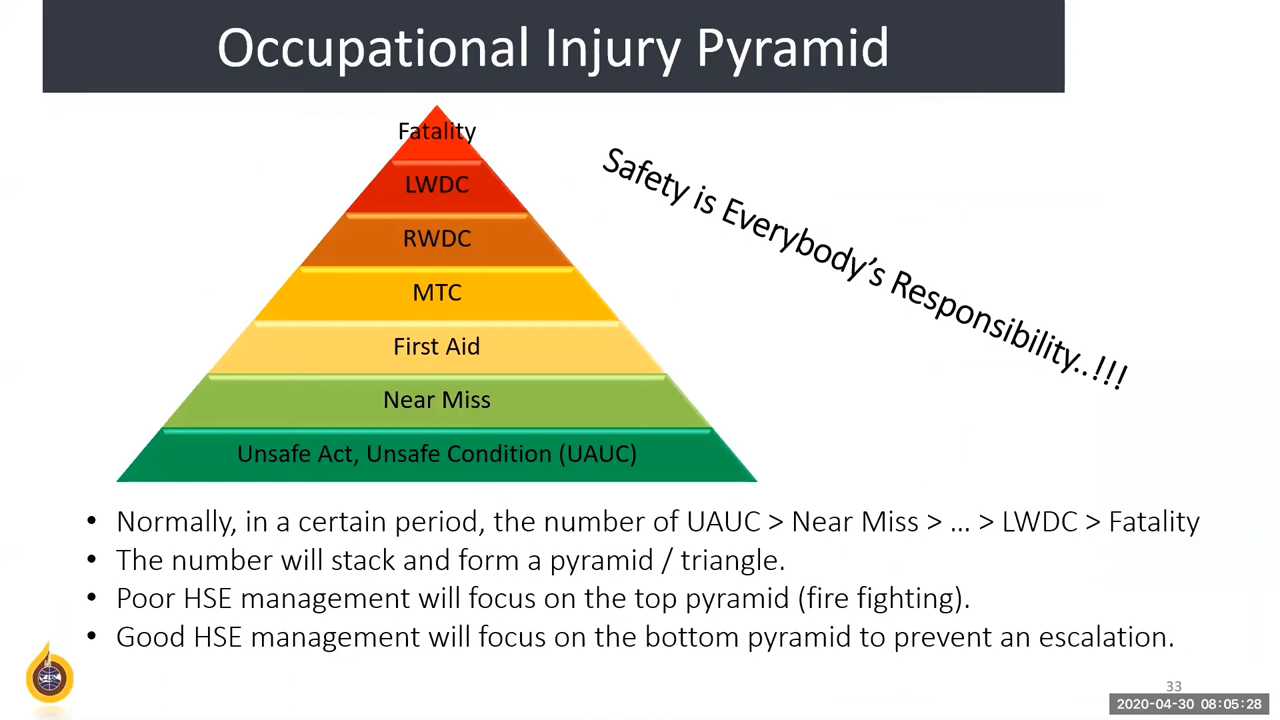 Occupational Injury Pyramid
Fatality
LWDC
RWDC
MTC
First Aid
Near Miss
Unsafe Act, Unsafe Condition (UAUC)
Safety is Everybody's Responsibility..!!!
• Normally, in a certain period, the number of UAUC > Near Miss > ... > LWDC > Fatality
• The number will stack and form a pyramid / triangle.
• Poor HSE management will focus on the top pyramid (fire fighting).
• Good HSE management will focus on the bottom pyramid to prevent an escalation.
33
2020-04-30 08:05:28